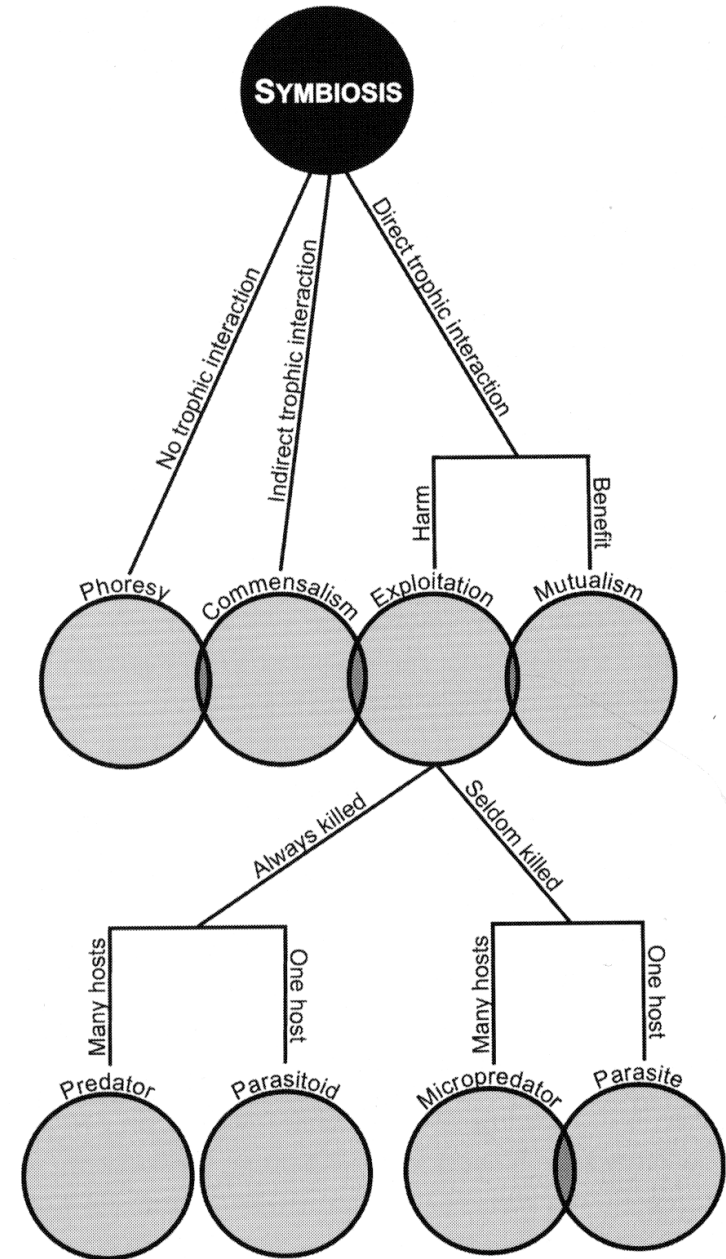 SYMBIOSIS
No trophic interaction
Indirect trophic interaction
Direct trophic interaction
Harm
Benefit
Phoresy
Commensalism
Exploitation
Mutualism
Always killed
Seldom killed
Many hosts
One host
Many hosts
One host
Predator
Parasitoid
Micropredator
Parasite